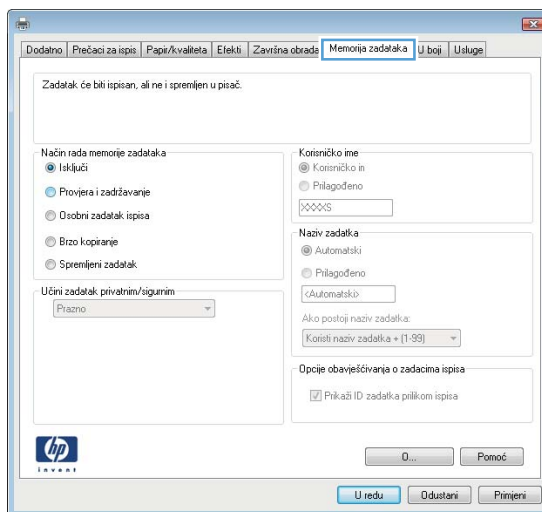 Dodatno Prečaci za ispis Papir/kvaliteta Efekti Završna obrada Memorija zadataka U boji Usluge
Zadatak će biti ispisan, ali ne i spremljen u pisač.
Način rada memorije zadataka
Isključi
Provjera i zadržavanje
Osobni zadatak ispisa
Brzo kopiranje
Spremljeni zadatak
Učini zadatak privatnim/sigurnim
Prazno
Korisničko ime
Korisničko in
Prilagođeno
XXXXS
Naziv zadatka
Automatski
Prilagođeno
<Automatski>
Ako postoji naziv zadatka:
Koristi naziv zadatka + (1-99)
Opcije obavješćivanja o zadacima ispisa
Prikaži ID zadatka prilikom ispisa
hp
invent
O... Pomoć
U redu Odustani Primijeni